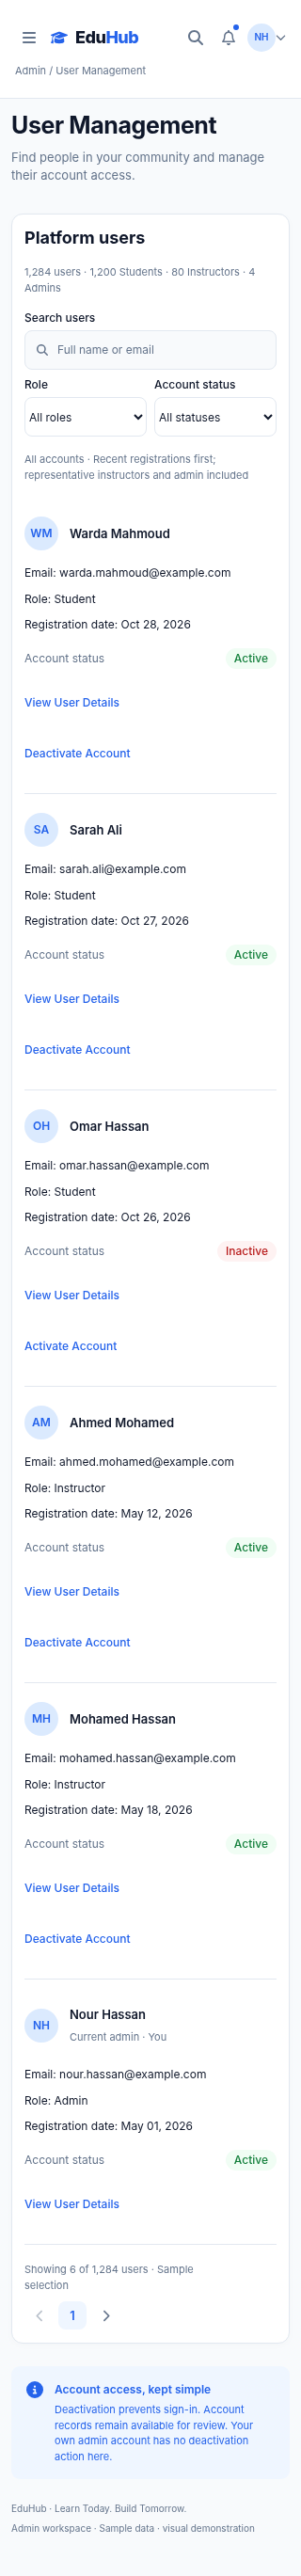 EduHub
NH
Admin / User Management
User Management
Find people in your community and manage
their account access.
Platform users
1,284 users · 1,200 Students · 80 Instructors · 4
Admins
Search users
Full name or email
Role
Account status
All roles
All statuses
All accounts · Recent registrations first;
representative instructors and admin included
WM
Warda Mahmoud
Email: warda.mahmoud@example.com
Role: Student
Registration date: Oct 28, 2026
Account status
Active
View User Details
Deactivate Account
SA
Sarah Ali
Email: sarah.ali@example.com
Role: Student
Registration date: Oct 27, 2026
Account status
Active
View User Details
Deactivate Account
OH
Omar Hassan
Email: omar.hassan@example.com
Role: Student
Registration date: Oct 26, 2026
Account status
Inactive
View User Details
Activate Account
AM
Ahmed Mohamed
Email: ahmed.mohamed@example.com
Role: Instructor
Registration date: May 12, 2026
Account status
Active
View User Details
Deactivate Account
MH
Mohamed Hassan
Email: mohamed.hassan@example.com
Role: Instructor
Registration date: May 18, 2026
Account status
Active
View User Details
Deactivate Account
NH
Nour Hassan
Current admin · You
Email: nour.hassan@example.com
Role: Admin
Registration date: May 01, 2026
Account status
Active
View User Details
Showing 6 of 1,284 users · Sample
selection
1
Account access, kept simple
Deactivation prevents sign-in. Account
records remain available for review. Your
own admin account has no deactivation
action here.
EduHub · Learn Today. Build Tomorrow.
Admin workspace · Sample data · visual demonstration